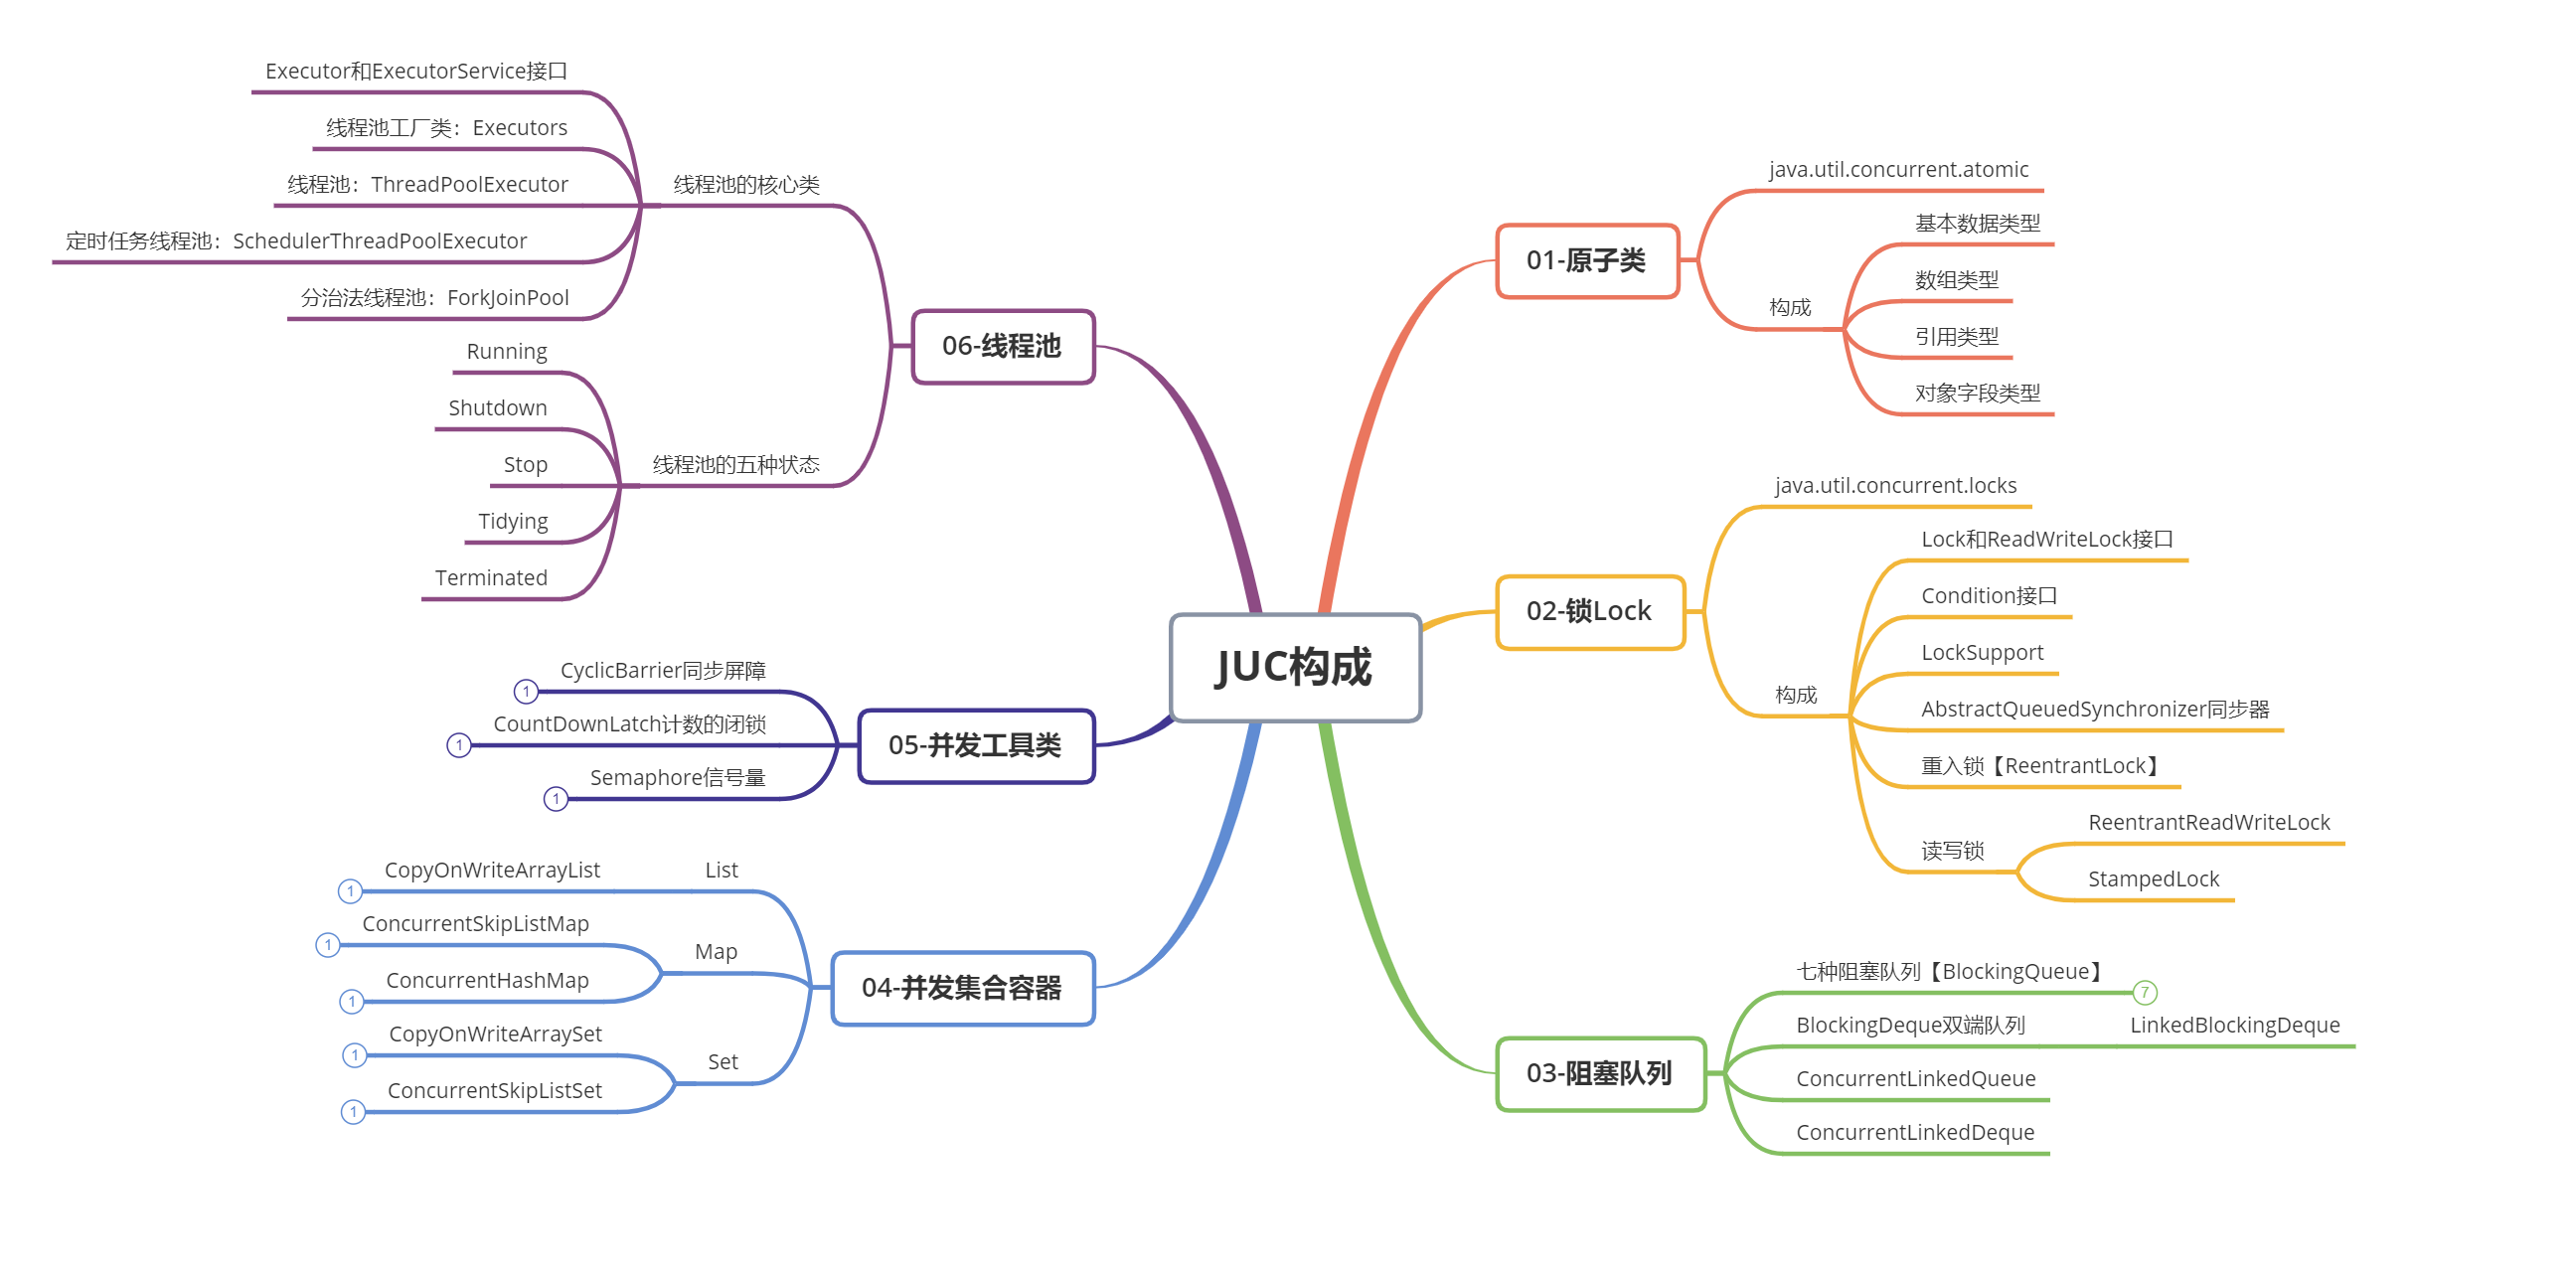 JUC构成
01-原子类
java.util.concurrent.atomic
构成
基本数据类型
数组类型
引用类型
对象字段类型
02-锁Lock
java.util.concurrent.locks
构成
Lock和ReadWriteLock接口
Condition接口
LockSupport
AbstractQueuedSynchronizer同步器
重入锁【ReentrantLock】
读写锁
ReentrantReadWriteLock
StampedLock
03-阻塞队列
七种阻塞队列【BlockingQueue】
7
BlockingDeque双端队列
LinkedBlockingDeque
ConcurrentLinkedQueue
ConcurrentLinkedDeque
04-并发集合容器
List
CopyOnWriteArrayList
1
Map
ConcurrentSkipListMap
1
ConcurrentHashMap
1
Set
CopyOnWriteArraySet
1
ConcurrentSkipListSet
1
05-并发工具类
CyclicBarrier同步屏障
1
CountDownLatch计数的闭锁
1
Semaphore信号量
1
06-线程池
线程池的核心类
Executor和ExecutorService接口
线程池工厂类：Executors
线程池：ThreadPoolExecutor
定时任务线程池：SchedulerThreadPoolExecutor
分治法线程池：ForkJoinPool
线程池的五种状态
Running
Shutdown
Stop
Tidying
Terminated